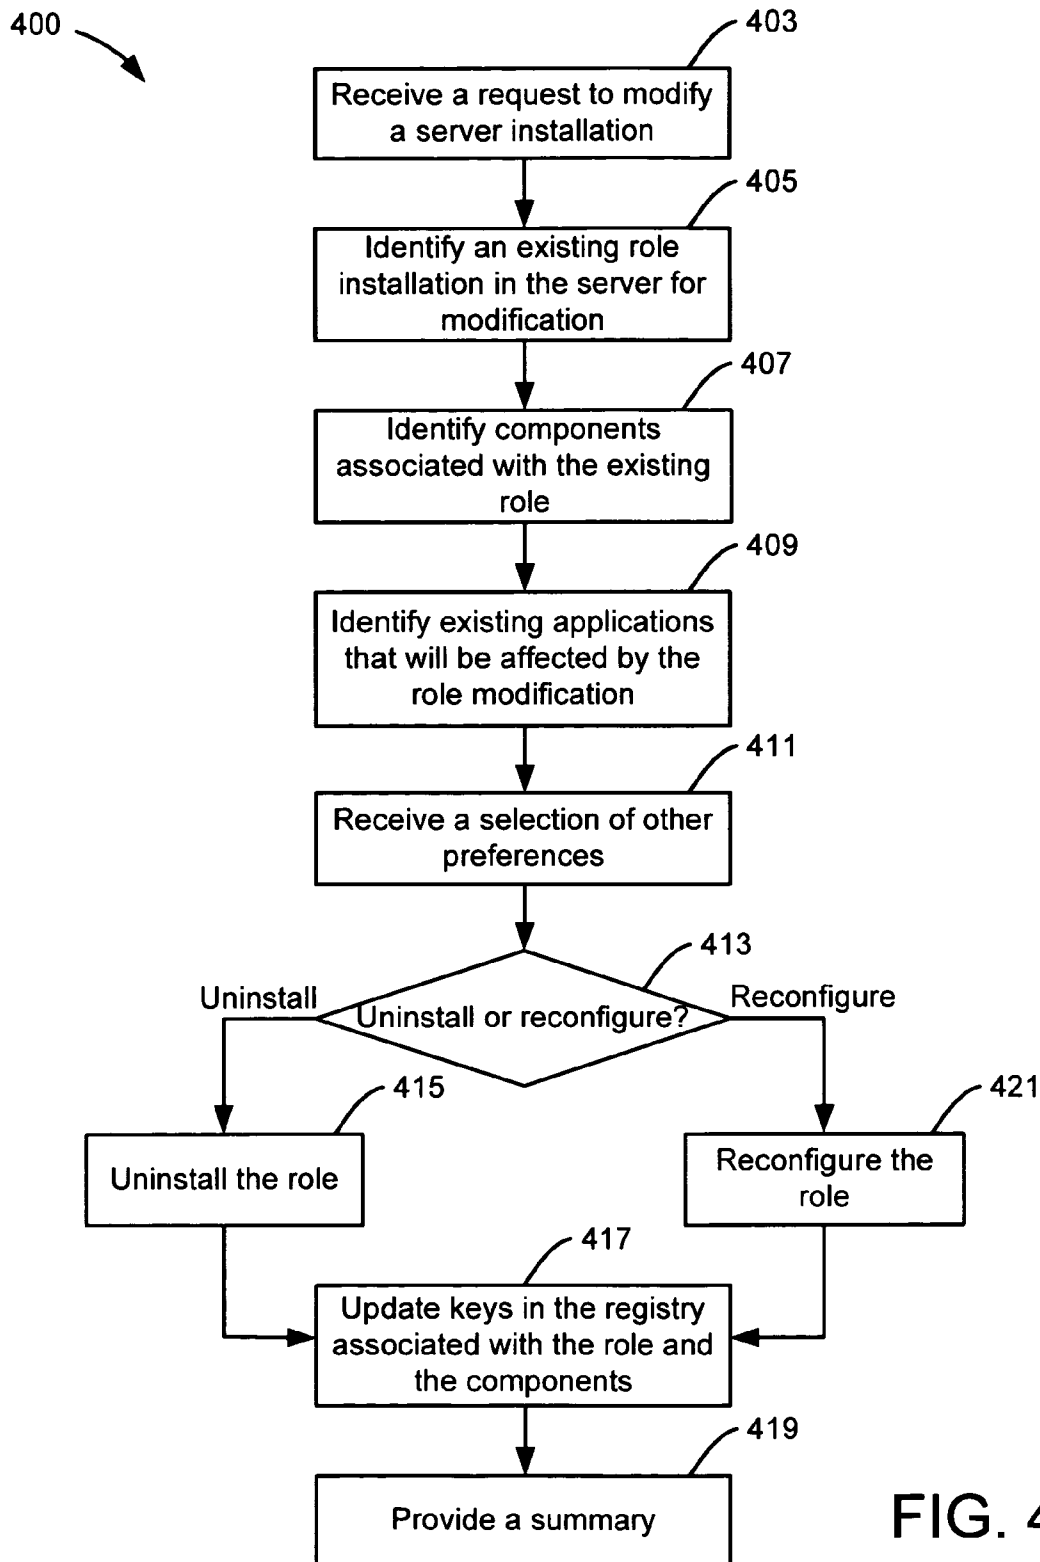 400
403
Receive a request to modify
a server installation
405
Identify an existing role
installation in the server for
modification
407
Identify components
associated with the existing
role
409
Identify existing applications
that will be affected by the
role modification
411
Receive a selection of other
preferences
413
Uninstall
Uninstall or reconfigure?
Reconfigure
415
Uninstall the role
421
Reconfigure the
role
417
Update keys in the registry
associated with the role and
the components
419
Provide a summary
FIG. 4